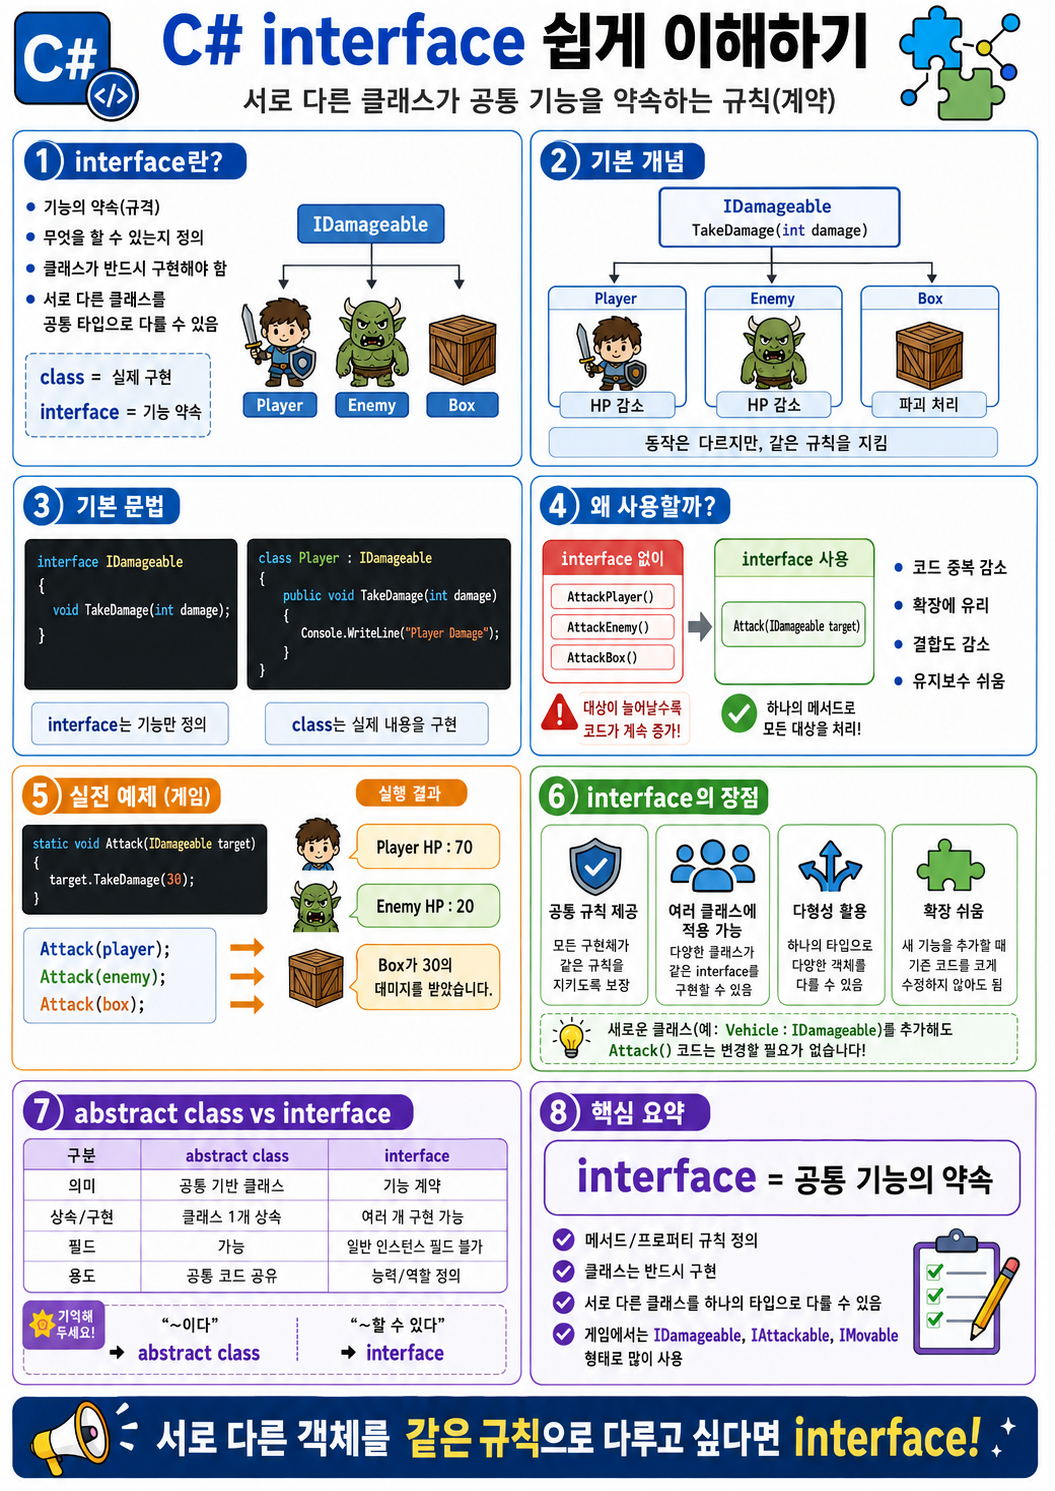 C#
</>
C# interface 쉽게 이해하기
서로 다른 클래스가 공통 기능을 약속하는 규칙(계약)
1 interface란?
• 기능의 약속(규격)
• 무엇을 할 수 있는지 정의
• 클래스가 반드시 구현해야 함
• 서로 다른 클래스를
공통 타입으로 다룰 수 있음
class = 실제 구현
interface = 기능 약속
IDamageable
Player Enemy Box
2 기본 개념
IDamageable
TakeDamage(int damage)
Player Enemy Box
HP 감소 HP 감소 파괴 처리
동작은 다르지만, 같은 규칙을 지킴
3 기본 문법
interface IDamageable
{
void TakeDamage(int damage);
}
class Player : IDamageable
{
public void TakeDamage(int damage)
{
Console.WriteLine("Player Damage");
}
}
interface는 기능만 정의
class는 실제 내용을 구현
4 왜 사용할까?
interface 없이
AttackPlayer()
AttackEnemy()
AttackBox()
대상이 늘어날수록
코드가 계속 증가!
interface 사용
Attack(IDamageable target)
하나의 메서드로
모든 대상을 처리!
• 코드 중복 감소
• 확장에 유리
• 결합도 감소
• 유지보수 쉬움
5 실전 예제 (게임)
static void Attack(IDamageable target)
{
target.TakeDamage(30);
}
Attack(player);
Attack(enemy);
Attack(box);
실행 결과
Player HP : 70
Enemy HP : 20
Box가 30의
대미지를 받았습니다.
6 interface의 장점
공통 규칙 제공
모든 구현체가
같은 규칙을
지키도록 보장
여러 클래스에
적용 가능
다양한 클래스가
같은 interface를
구현할 수 있음
다형성 활용
하나의 타입으로
다양한 객체를
다룰 수 있음
확장 쉬움
새 기능을 추가할 때
기존 코드를 크게
수정하지 않아도 됨
새로운 클래스(예: Vehicle : IDamageable)를 추가해도
Attack() 코드는 변경할 필요가 없습니다!
7 abstract class vs interface
구분 abstract class interface
의미 공통 기반 클래스 기능 계약
상속/구현 클래스 1개 상속 여러 개 구현 가능
필드 가능 일반 인스턴스 필드 불가
용도 공통 코드 공유 능력/역할 정의
기억해
두세요!
“~이다”
➔ abstract class
“~할 수 있다”
➔ interface
8 핵심 요약
interface = 공통 기능의 약속
메서드/프로퍼티 규칙 정의
클래스는 반드시 구현
서로 다른 클래스를 하나의 타입으로 다룰 수 있음
게임에서는 IDamageable, IAttackable, IMovable
형태로 많이 사용
서로 다른 객체를 같은 규칙으로 다루고 싶다면 interface!